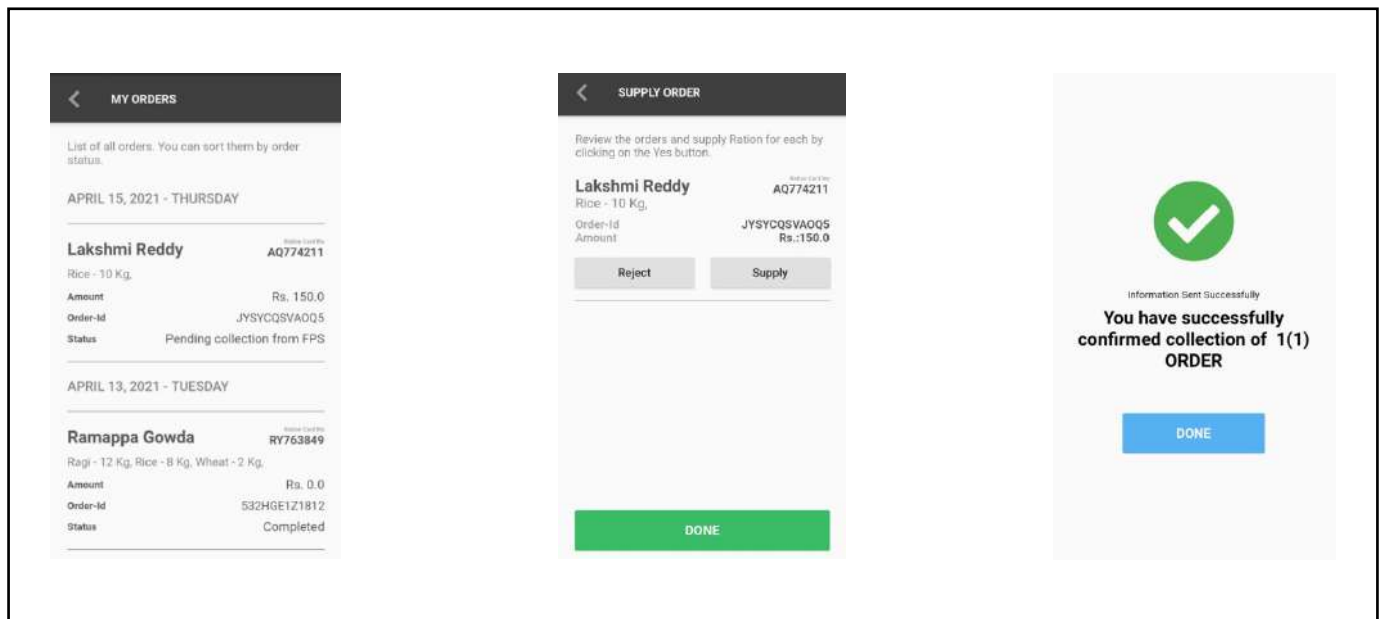 MY ORDERS
List of all orders. You can sort them by order
status.
APRIL 15, 2021 - THURSDAY
Lakshmi Reddy
AQ774211
Rice - 10 Kg,
Amount Rs. 150.0
Order-Id JYSYCQSVAOQ5
Status Pending collection from FPS
APRIL 13, 2021 - TUESDAY
Ramappa Gowda
RY763849
Ragi - 12 Kg, Rice - 8 Kg, Wheat - 2 Kg,
Amount Rs. 0.0
Order-Id 532HGE1Z1812
Status Completed
SUPPLY ORDER
Review the orders and supply Ration for each by
clicking on the Yes button.
Lakshmi Reddy
AQ774211
Rice - 10 Kg,
Order-Id JYSYCQSVAOQ5
Amount Rs.:150.0
Reject Supply
DONE
Information Sent Successfully
You have successfully
confirmed collection of 1(1)
ORDER
DONE